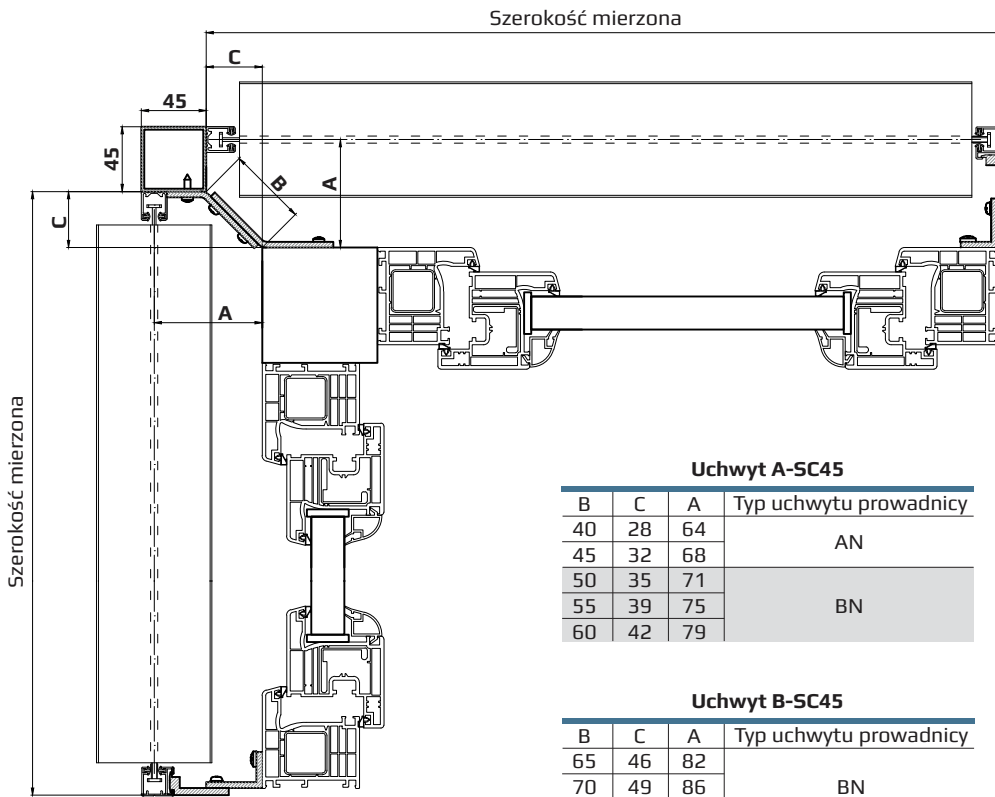 Szerokość mierzona
C
45
45
B
A
C
A
Szerokość mierzona
Uchwyt A-SC45
B C A Typ uchwytu prowadnicy
40 28 64 AN
45 32 68
50 35 71
55 39 75 BN
60 42 79
Uchwyt B-SC45
B C A Typ uchwytu prowadnicy
65 46 82
70 49 86 BN